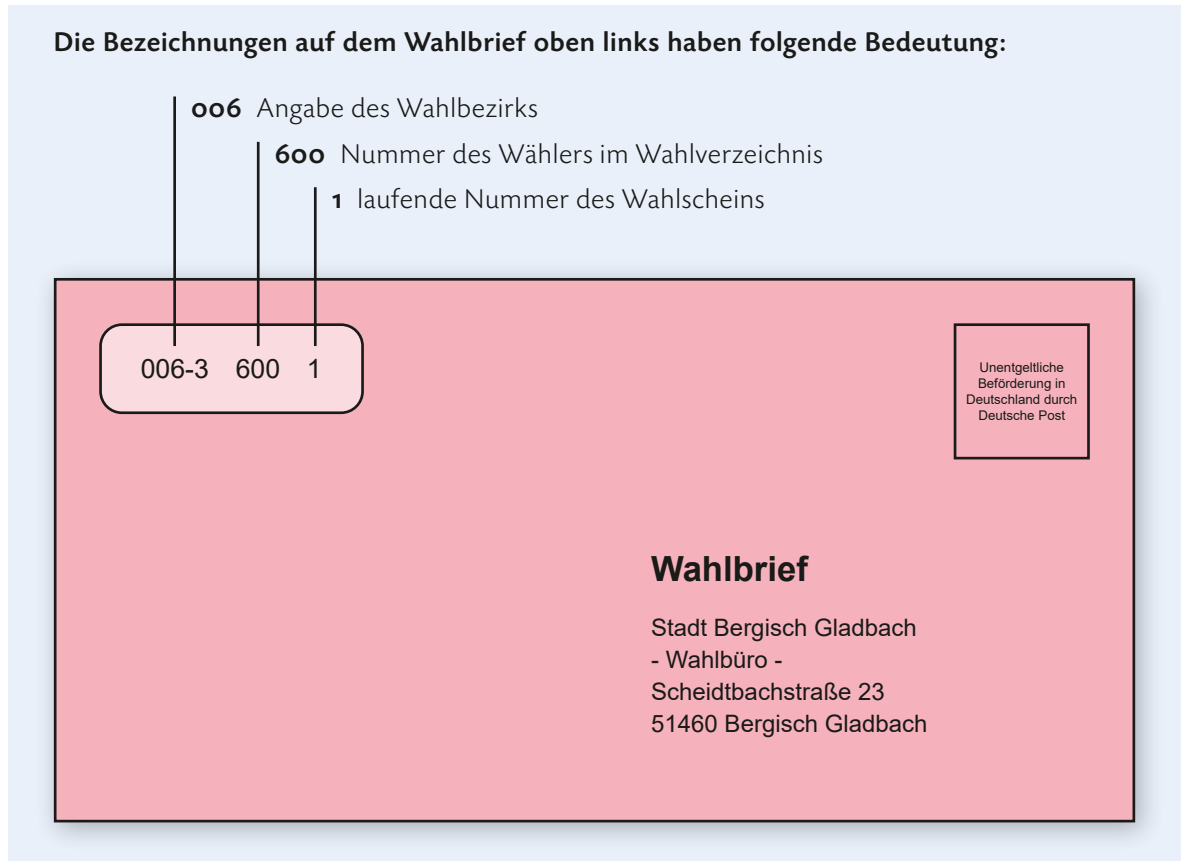 Die Bezeichnungen auf dem Wahlbrief oben links haben folgende Bedeutung:
006 Angabe des Wahlbezirks
600 Nummer des Wählers im Wahlverzeichnis
1 laufende Nummer des Wahlscheins
006-3 600 1
Unentgeltliche
Beförderung in
Deutschland durch
Deutsche Post
Wahlbrief
Stadt Bergisch Gladbach
- Wahlbüro -
Scheidtbachstraße 23
51460 Bergisch Gladbach